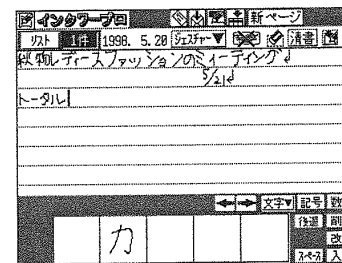 インクワープロ 新ページ
リスト 1件 1998. 5.20 ジェスチャー▼ 清書
秋物レディースファッションのミーティング↲
5/21↲
トータル
文字▼ 記号 数
後退 削
改
スペース 入
カ